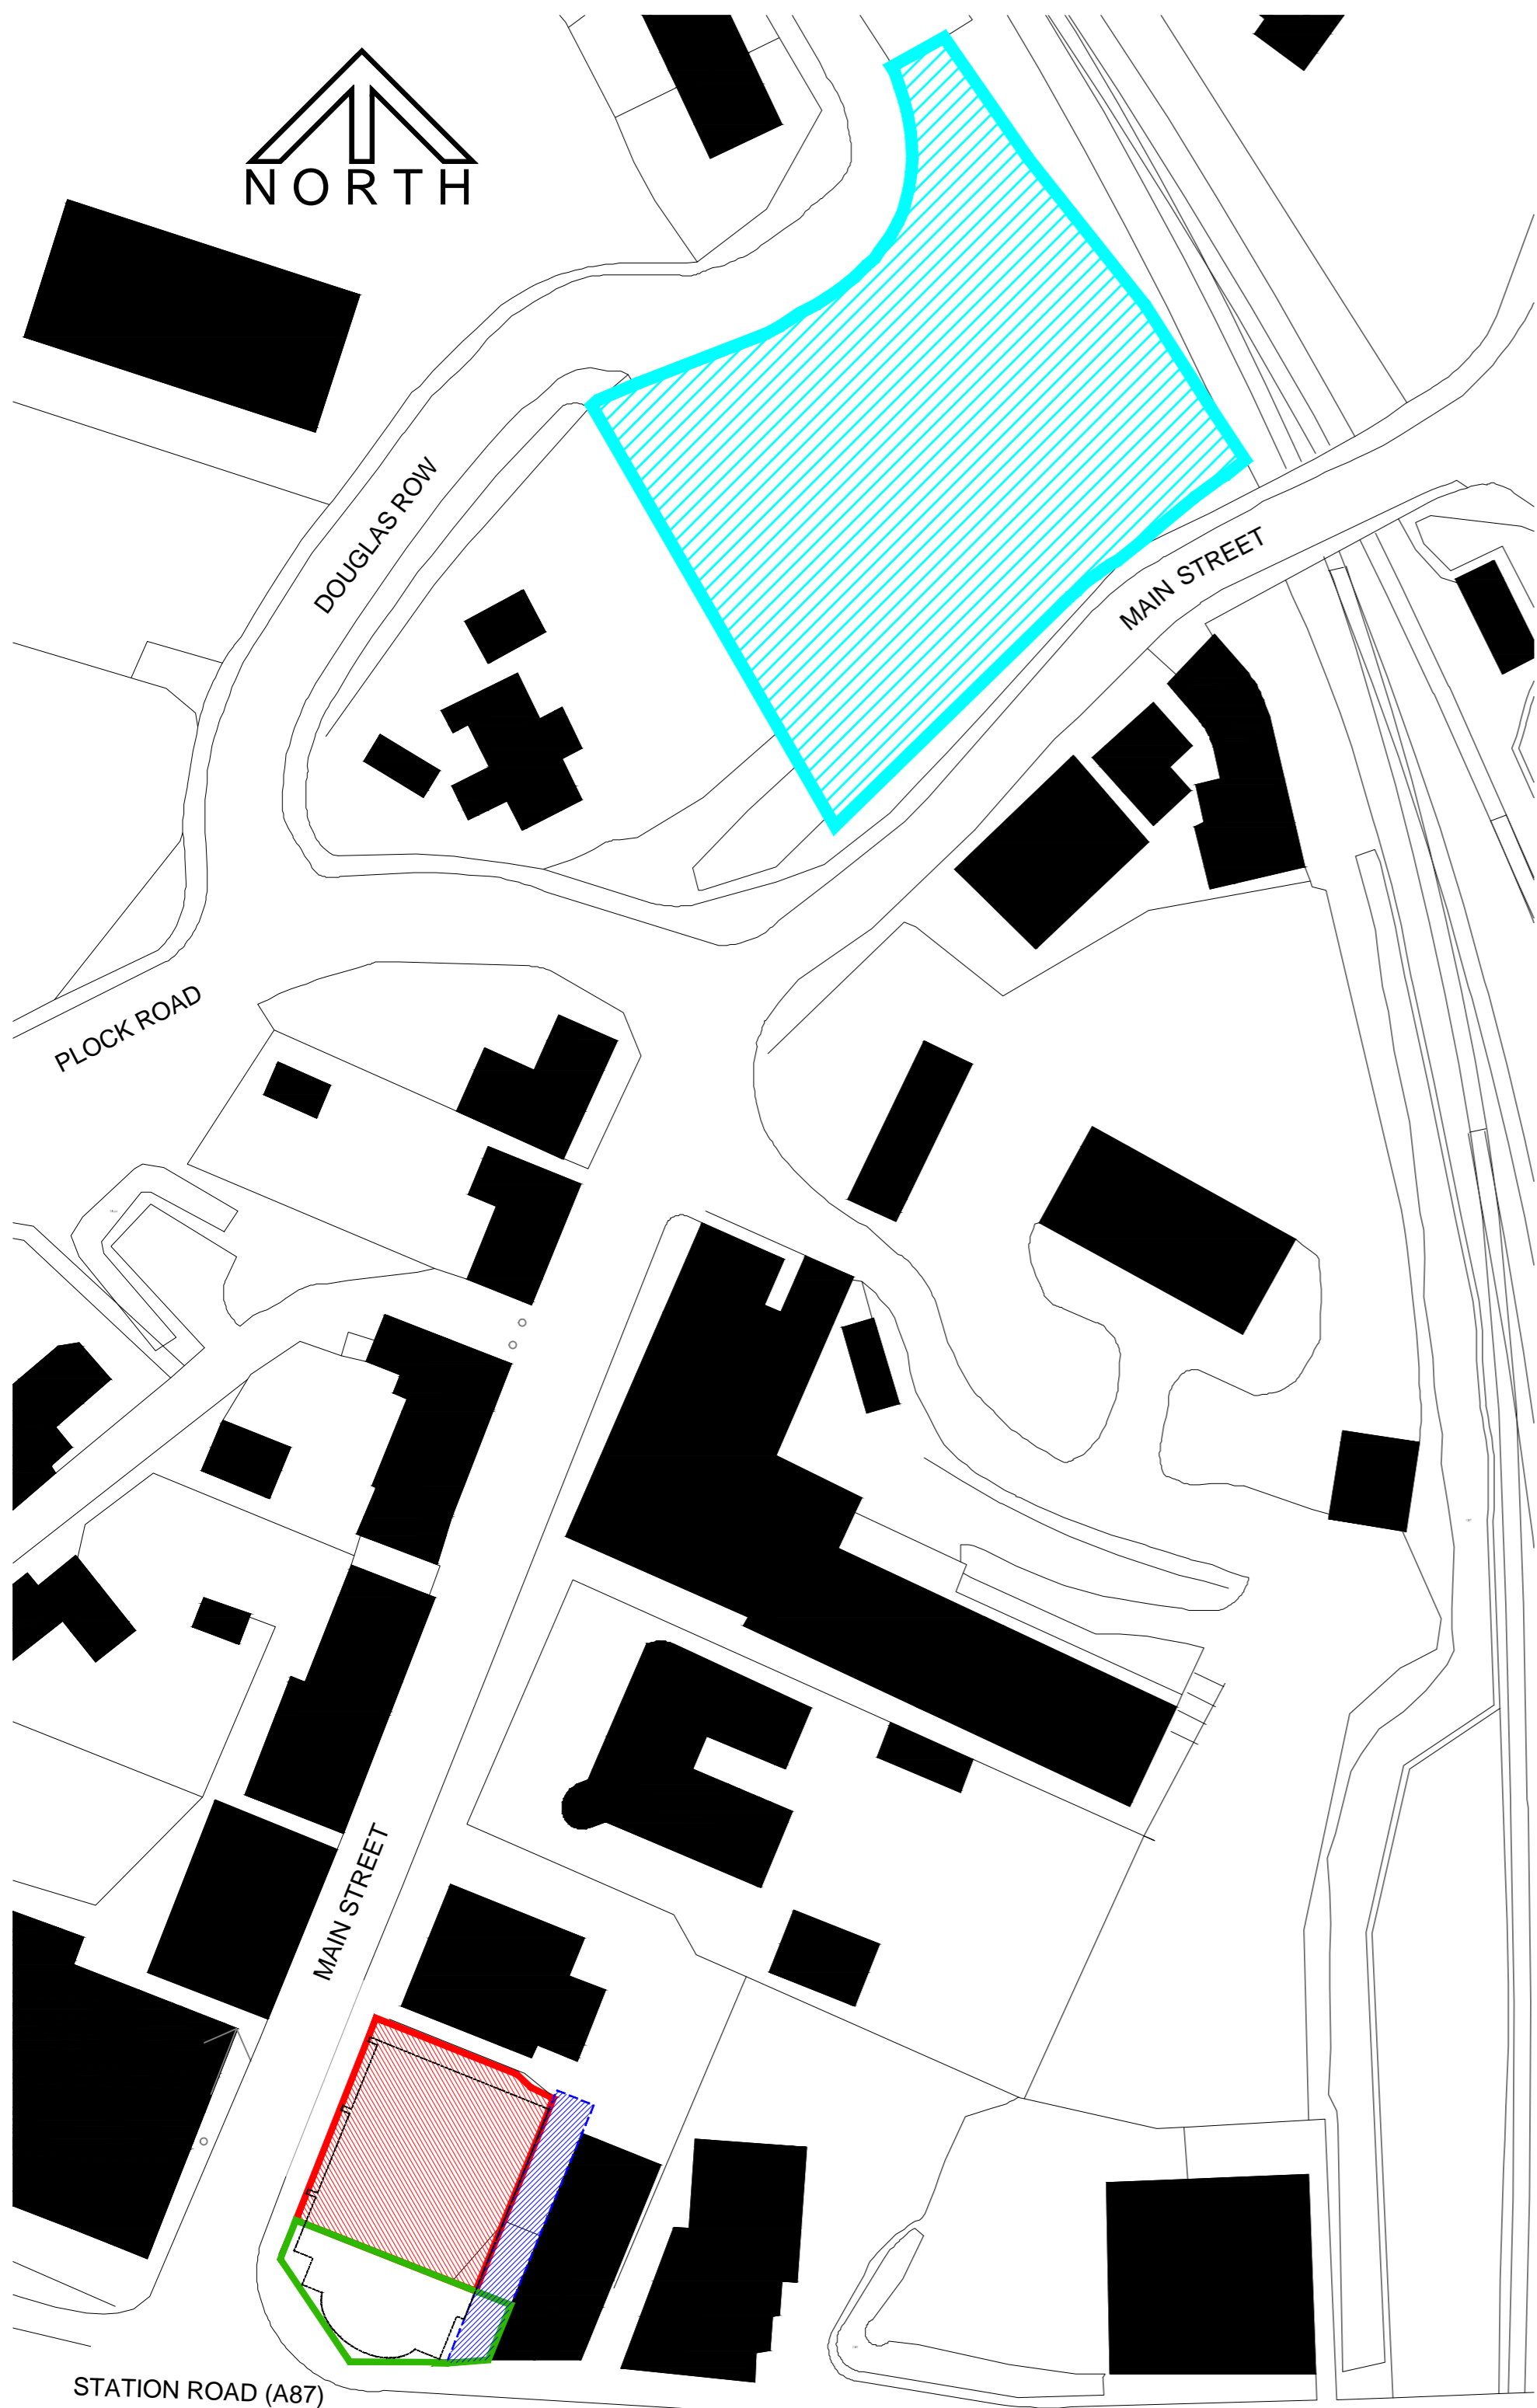 NORTH
DOUGLAS ROW
MAIN STREET
PLOCK ROAD
MAIN STREET
STATION ROAD (A87)